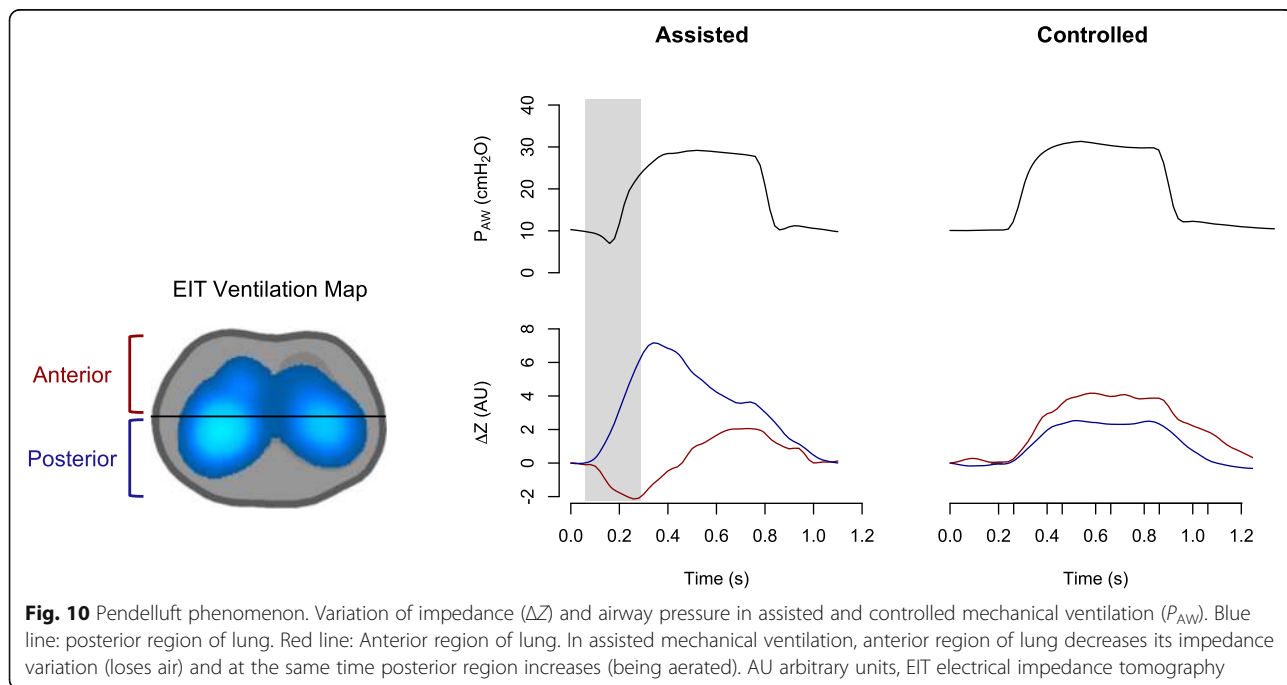 Assisted
Controlled
40
30
20
10
0
P_AW (cmH₂O)
EIT Ventilation Map
Anterior
Posterior
8
6
4
2
0
-2
ΔZ (AU)
0.0 0.2 0.4 0.6 0.8 1.0 1.2
0.0 0.2 0.4 0.6 0.8 1.0 1.2
Time (s)
Time (s)
Fig. 10 Pendelluft phenomenon. Variation of impedance (ΔZ) and airway pressure in assisted and controlled mechanical ventilation (P_AW). Blue
line: posterior region of lung. Red line: Anterior region of lung. In assisted mechanical ventilation, anterior region of lung decreases its impedance
variation (loses air) and at the same time posterior region increases (being aerated). AU arbitrary units, EIT electrical impedance tomography